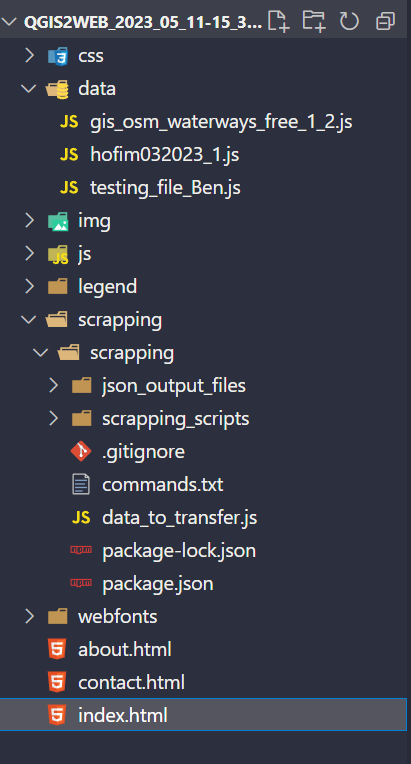 QGIS2WEB_2023_05_11-15_3...
css
data
JS gis_osm_waterways_free_1_2.js
JS hofim032023_1.js
JS testing_file_Ben.js
img
js
legend
scrapping
scrapping
json_output_files
scrapping_scripts
.gitignore
commands.txt
JS data_to_transfer.js
package-lock.json
package.json
webfonts
about.html
contact.html
index.html